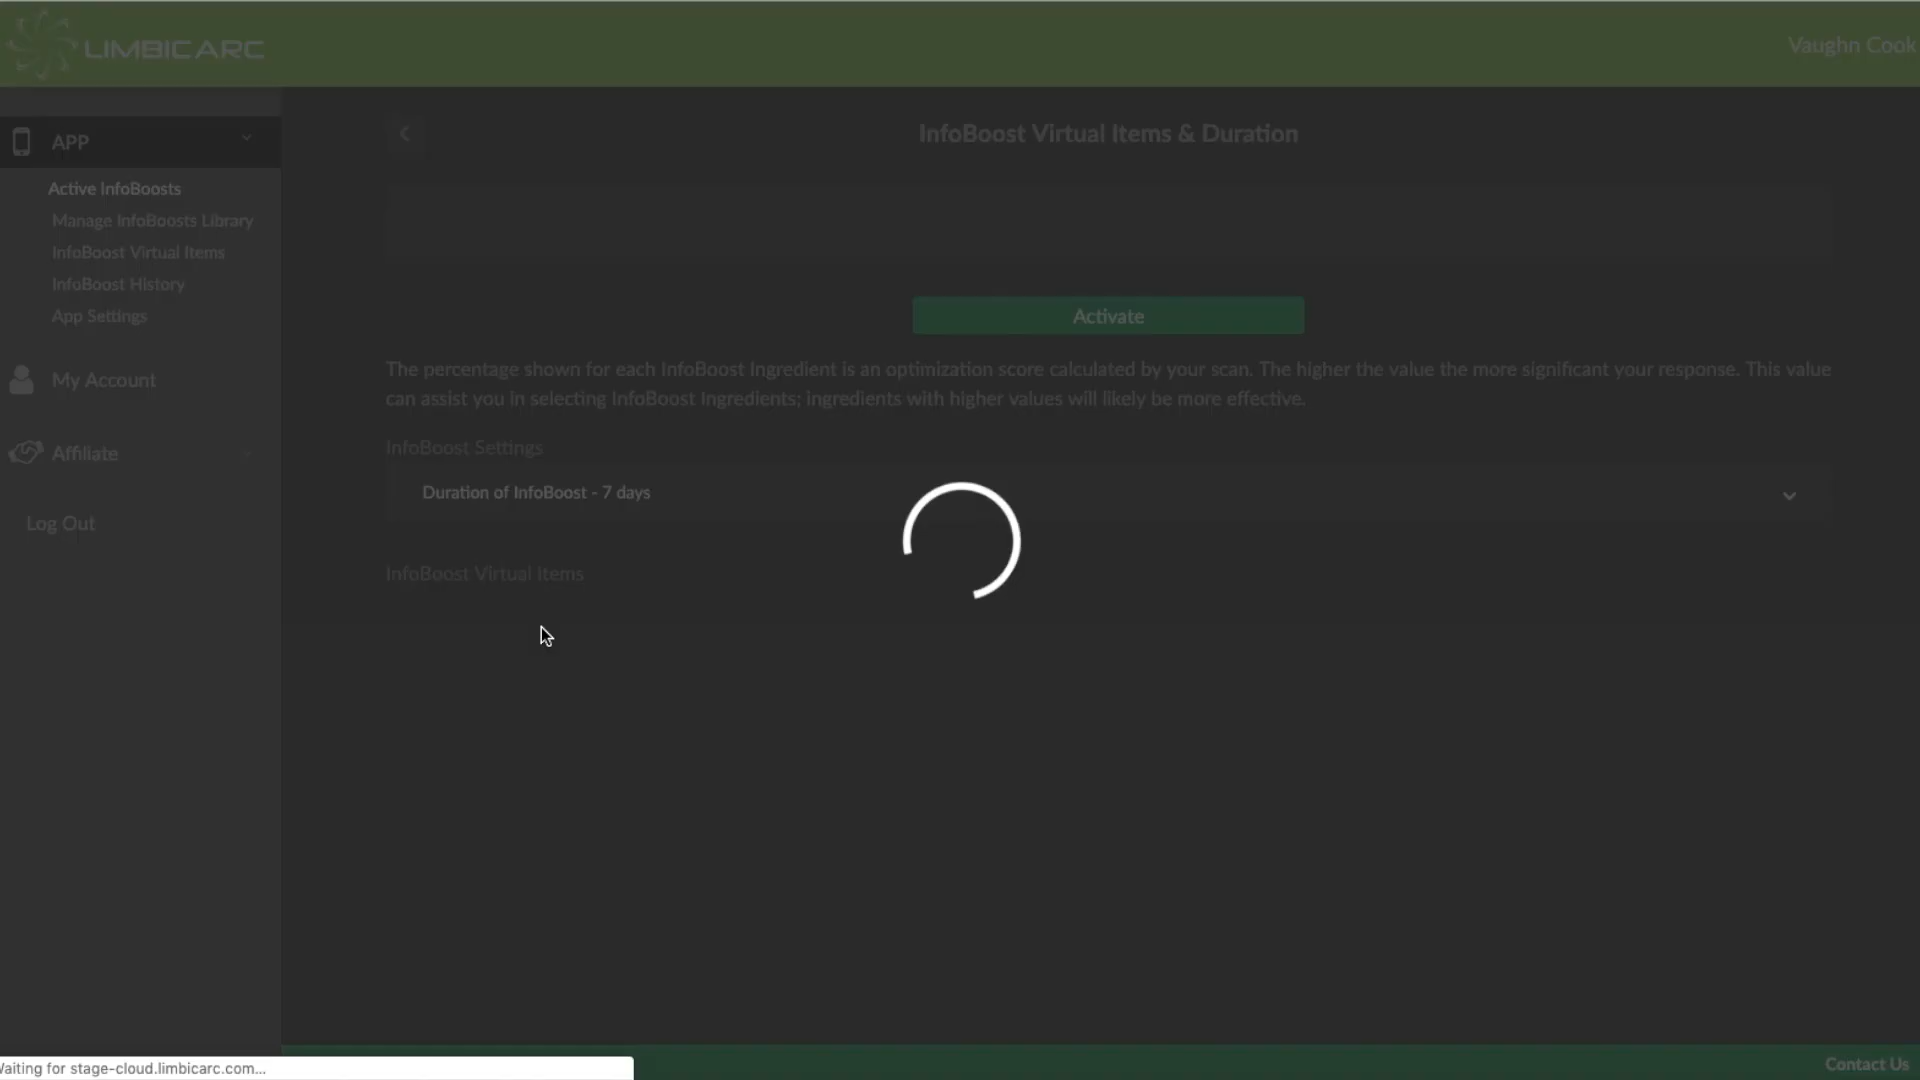 LIMBICARC
Vaughn Cook
APP
Active InfoBoosts
Manage InfoBoosts Library
InfoBoost Virtual Items
InfoBoost History
App Settings
My Account
Affiliate
Log Out
InfoBoost Virtual Items & Duration
Activate
The percentage shown for each InfoBoost Ingredient is an optimization score calculated by your scan. The higher the value the more significant your response. This value
can assist you in selecting InfoBoost Ingredients; ingredients with higher values will likely be more effective.
InfoBoost Settings
Duration of InfoBoost - 7 days
InfoBoost Virtual Items
Waiting for stage-cloud.limbicarc.com...
Contact Us